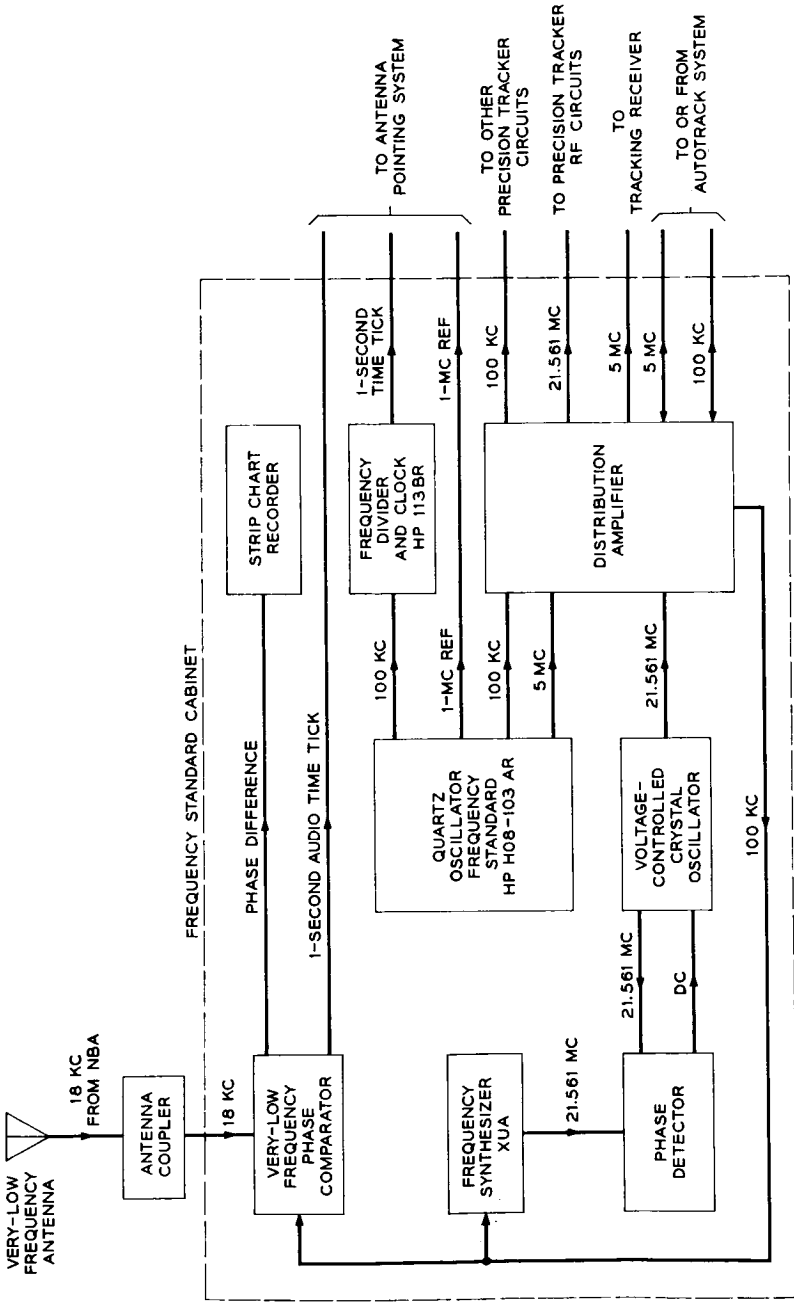 VERY-LOW
FREQUENCY
ANTENNA
18 KC
FROM NBA
ANTENNA
COUPLER
18 KC
FREQUENCY STANDARD CABINET
VERY-LOW
FREQUENCY
PHASE
COMPARATOR
PHASE DIFFERENCE
STRIP CHART
RECORDER
1-SECOND AUDIO TIME TICK
QUARTZ
OSCILLATOR
FREQUENCY
STANDARD
HP H08-103 AR
100 KC
FREQUENCY
DIVIDER
AND CLOCK
HP 113BR
1-SECOND
TIME TICK
1-MC REF
1-MC REF
TO ANTENNA
POINTING SYSTEM
100 KC
5 MC
FREQUENCY
SYNTHESIZER
XUA
21.561 MC
PHASE
DETECTOR
21.561 MC
DC
VOLTAGE-
CONTROLLED
CRYSTAL
OSCILLATOR
21.561 MC
DISTRIBUTION
AMPLIFIER
100 KC
TO OTHER
PRECISION TRACKER
CIRCUITS
21.561 MC
TO PRECISION TRACKER
RF CIRCUITS
5 MC
TO
TRACKING RECEIVER
5 MC
100 KC
TO OR FROM
AUTOTRACK SYSTEM
100 KC